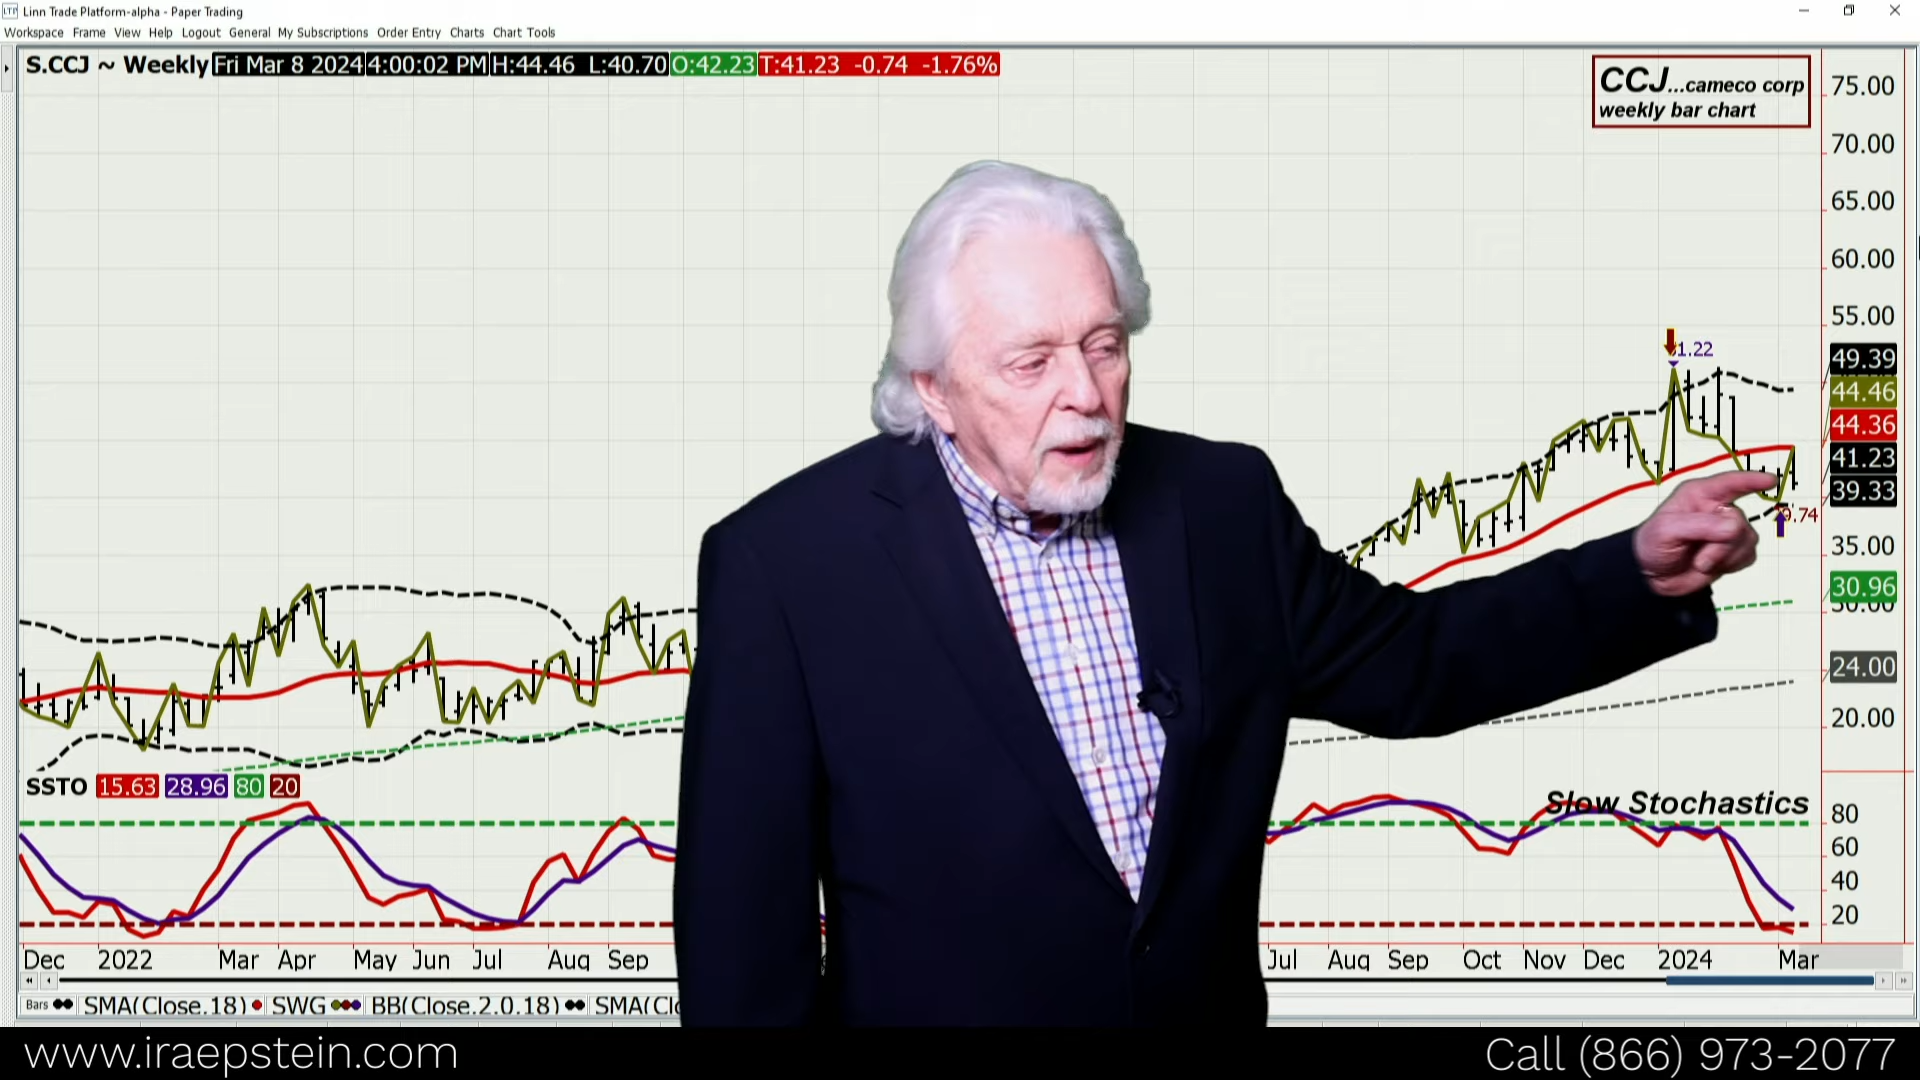 Linn Trade Platform-alpha - Paper Trading
Workspace Frame View Help Logout General My Subscriptions Order Entry Charts Chart Tools
S.CCJ ~ Weekly Fri Mar 8 2024 4:00:02 PM H:44.46 L:40.70 O:42.23 T:41.23 -0.74 -1.76%
CCJ...cameco corp
weekly bar chart
75.00
70.00
65.00
60.00
55.00
1.22
49.39
44.46
44.36
41.23
39.33
9.74
35.00
30.96
30.00
24.00
20.00
SSTO 15.63 28.96 80 20
Slow Stochastics
80
60
40
20
Dec 2022 Mar Apr May Jun Jul Aug Sep Jul Aug Sep Oct Nov Dec 2024 Mar
Bars SMA(Close,18) SWG BB(Close,2.0,18) SMA(Cl
www.iraepstein.com Call (866) 973-2077